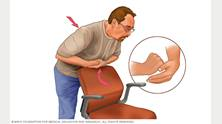 © MAYO FOUNDATION FOR MEDICAL EDUCATION AND RESEARCH. ALL RIGHTS RESERVED.